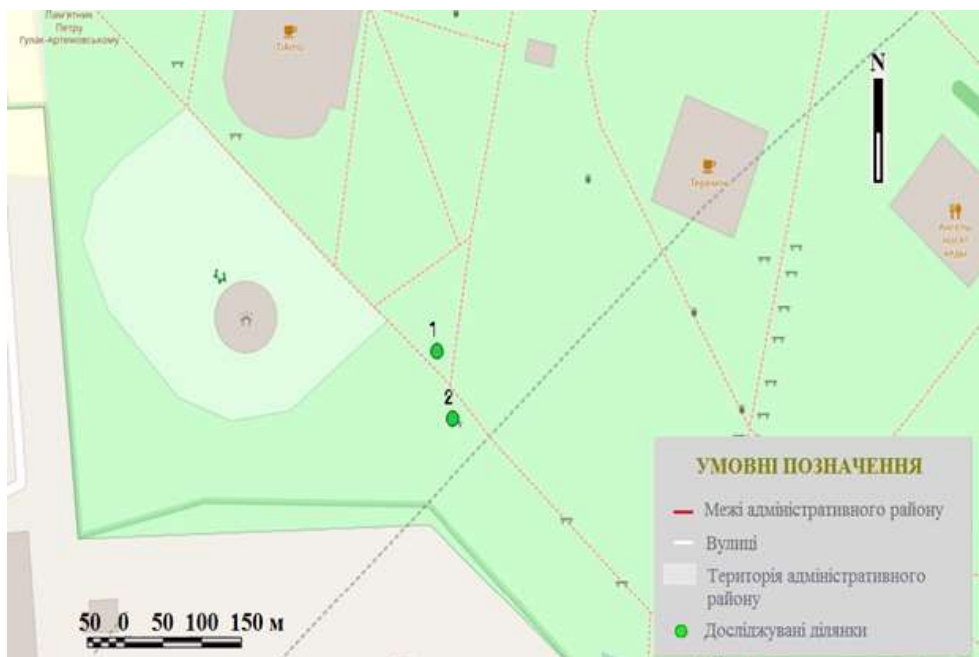 Пам'ятник
Петру
Гулак-Артемовському
N
Теремок
1
2
УМОВНІ ПОЗНАЧЕННЯ
Межі адміністративного району
Вулиці
Територія адміністративного
району
Досліджувані ділянки
50 0 50 100 150 м